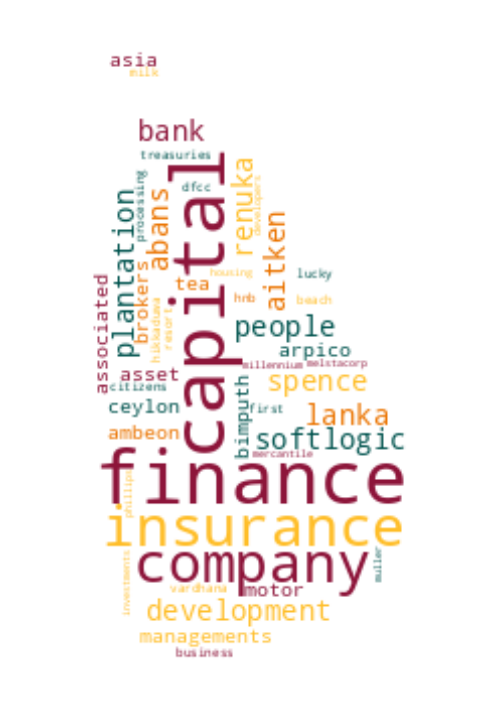 asia
milk
bank
treasuries
capital
dfcc
processing
renuka
developers
plantation
abans
aitken
brokers
tea
housing
lucky
associated
hikkaduwa
resort
hnb
beach
people
arpico
asset
millennium
melstacorp
citizens
spence
bimputh
ceylon
first
lanka
ambeon
softlogic
mercantile
finance
phillips
insurance
company
muller
investments
vardhana
motor
development
managements
business